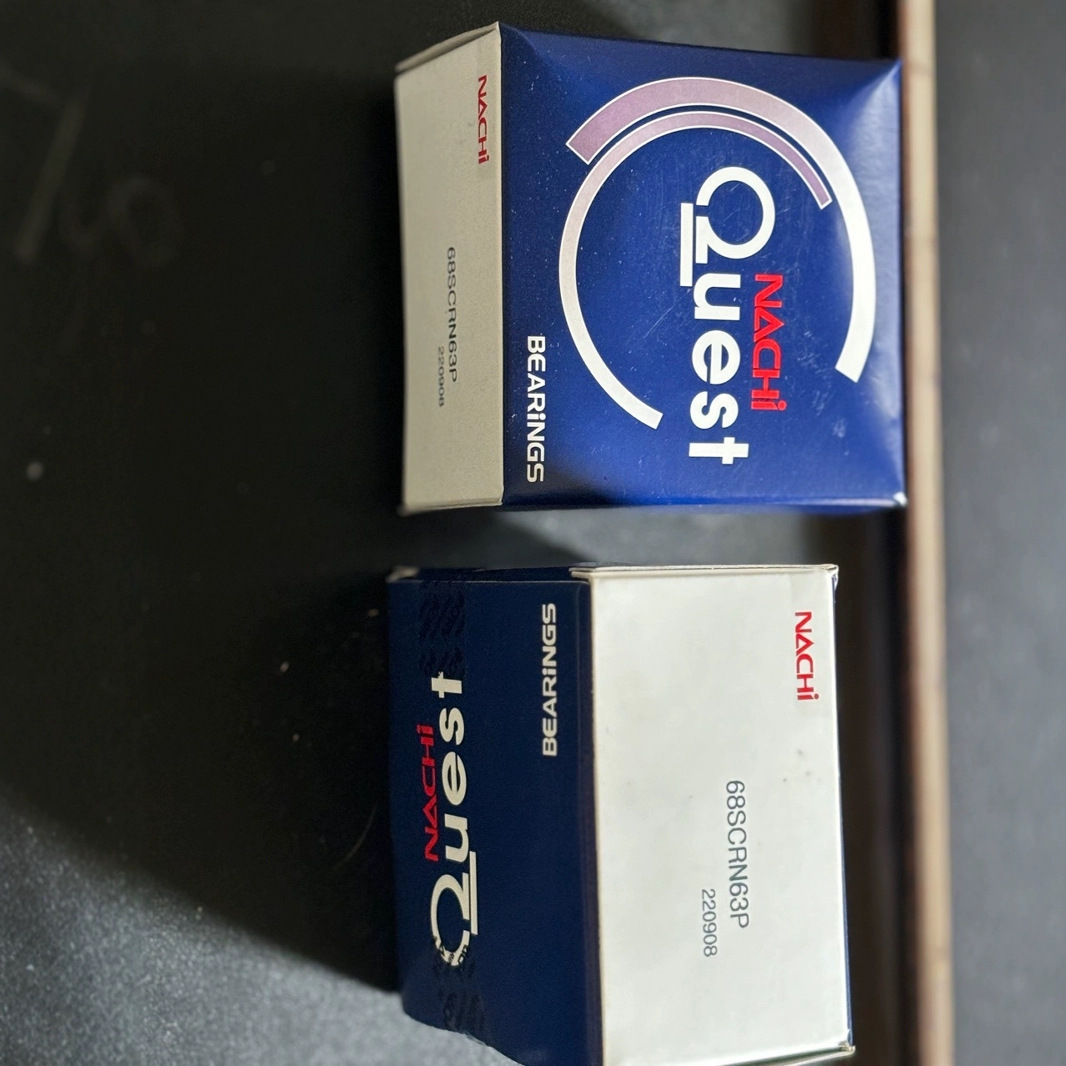 NACHi
68SCRN63P
220908
NACHi
Quest
BEARiNGS
NACHi
Quest
BEARiNGS
NACHi
68SCRN63P
220908